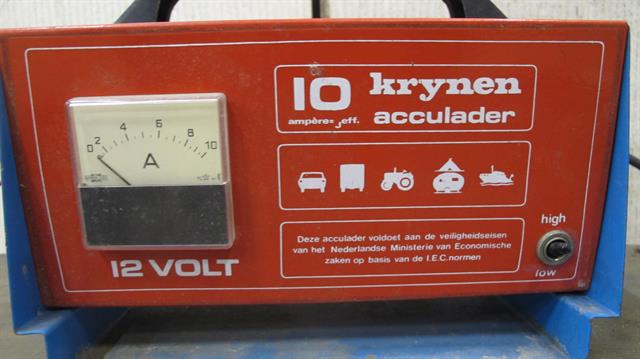 10 krynen
ampère= Jeff. acculader
0 2 4 6 8 10
A
12 VOLT
Deze acculader voldoet aan de veiligheidseisen
van het Nederlandse Ministerie van Economische
zaken op basis van de I.E.C. normen
high
low